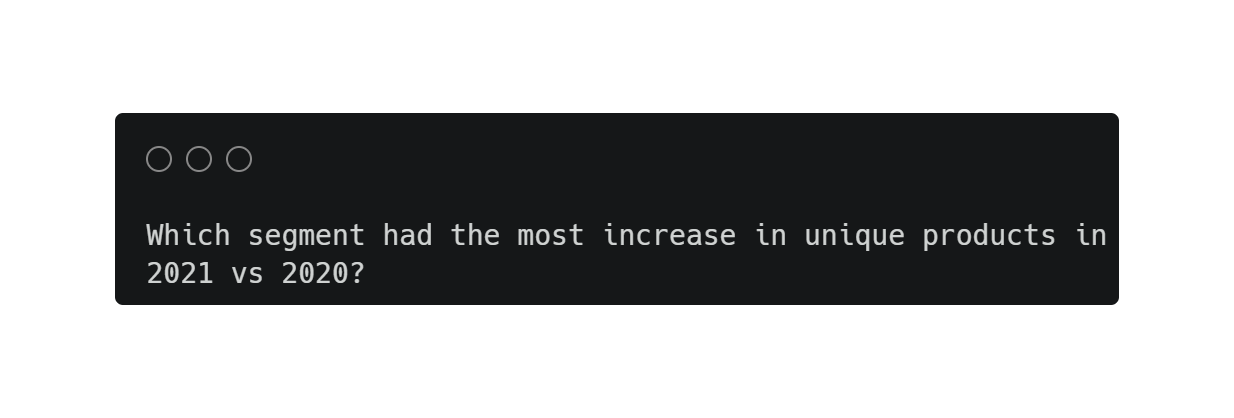 Which segment had the most increase in unique products in
2021 vs 2020?